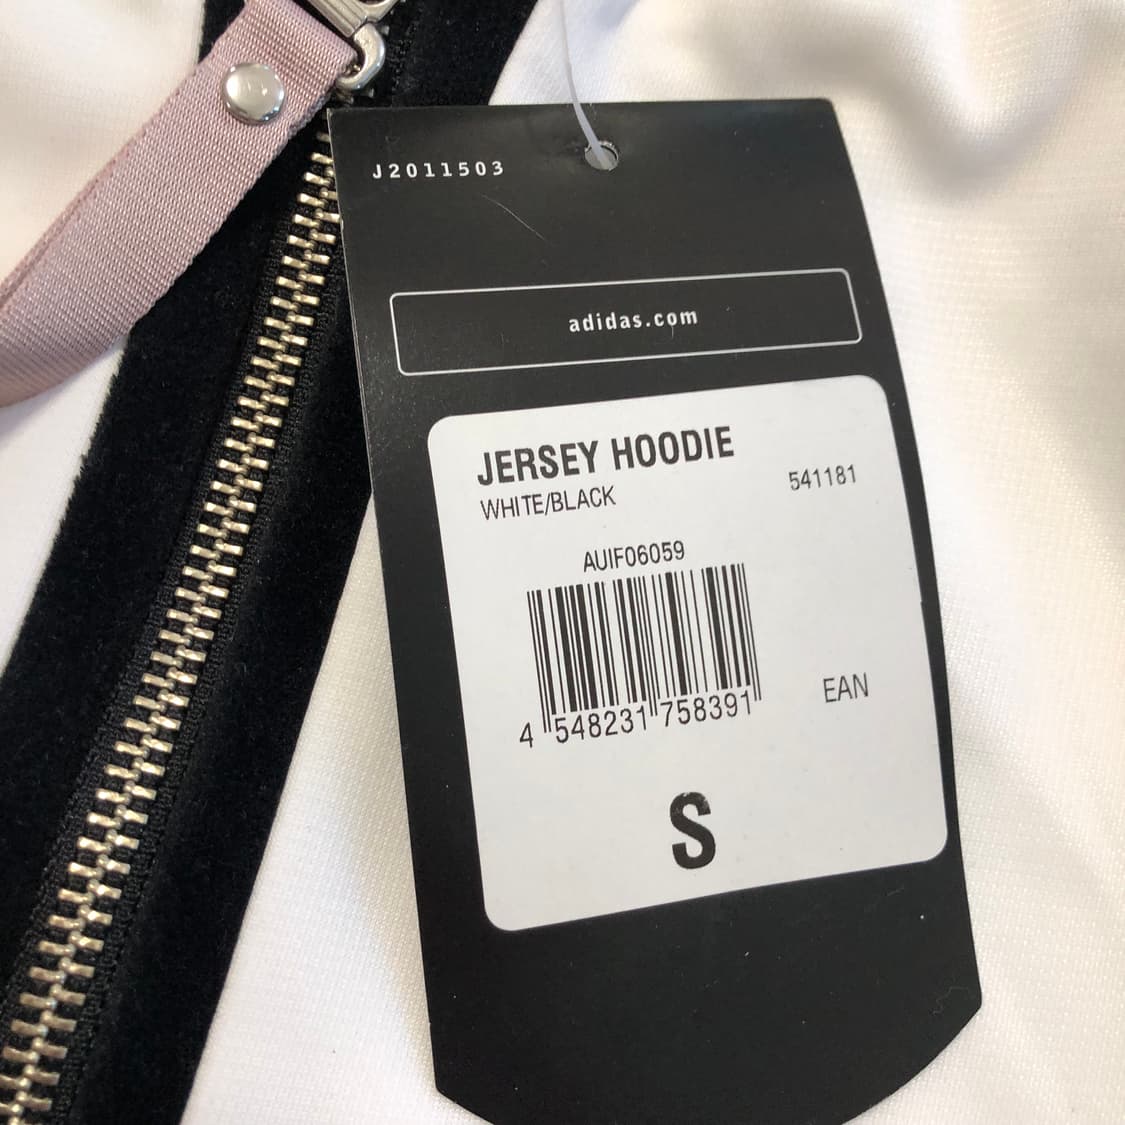 J2011503
adidas.com
JERSEY HOODIE
WHITE/BLACK
541181
AUIF06059
4 548231 758391
EAN
S